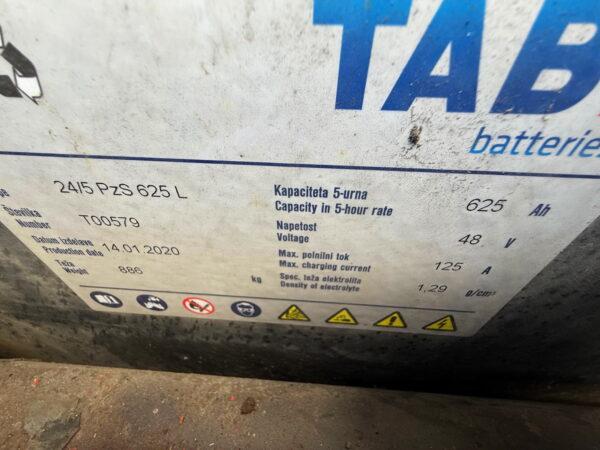 TAB
batteries
24/5 PzS 625 L
Kapaciteta 5-urna
Capacity in 5-hour rate 625 Ah
Številka
Number T00579
Napetost
Voltage 48 V
Datum izdelave
Production date 14.01.2020
Max. polnilni tok
Max. charging current 125 A
Teža
Weight 886 kg
Spec. teža elektrolita
Density of electrolyte 1,29 g/cm³